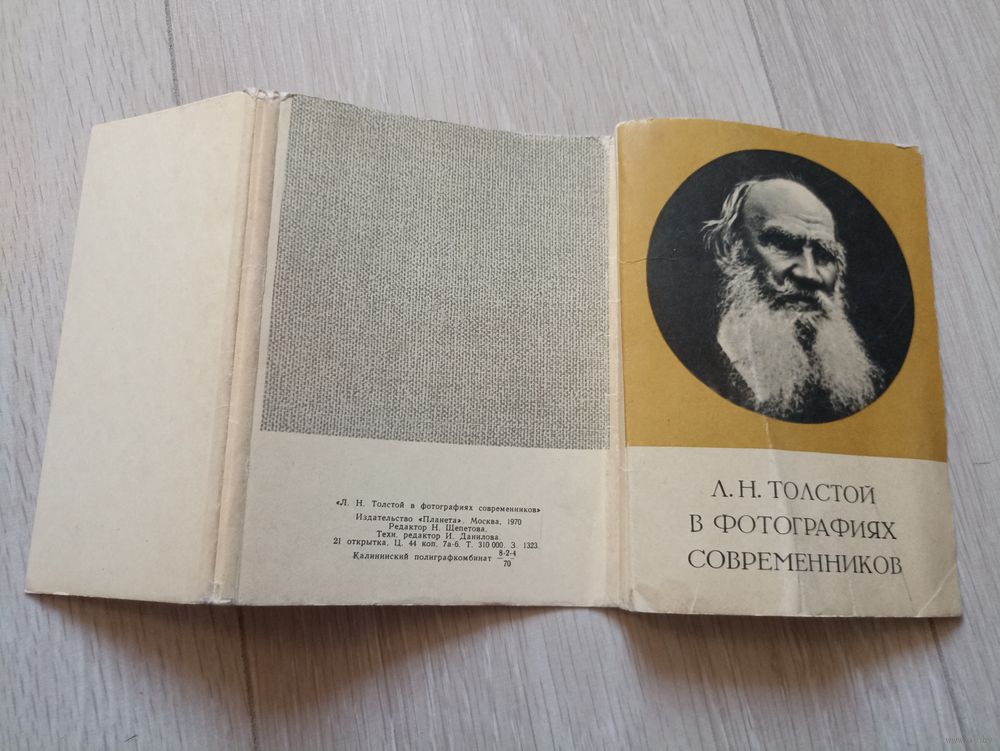 «Л. Н. Толстой в фотографиях современников»
Издательство «Планета», Москва, 1970
Редактор Н. Щепетова.
Техн. редактор И. Данилова.
21 открытка, Ц. 44 коп, 7а-6. Т. 310 000. З. 1323.
Калининский полиграфкомбинат 8-2-4/70
Л. Н. ТОЛСТОЙ
В ФОТОГРАФИЯХ
СОВРЕМЕННИКОВ